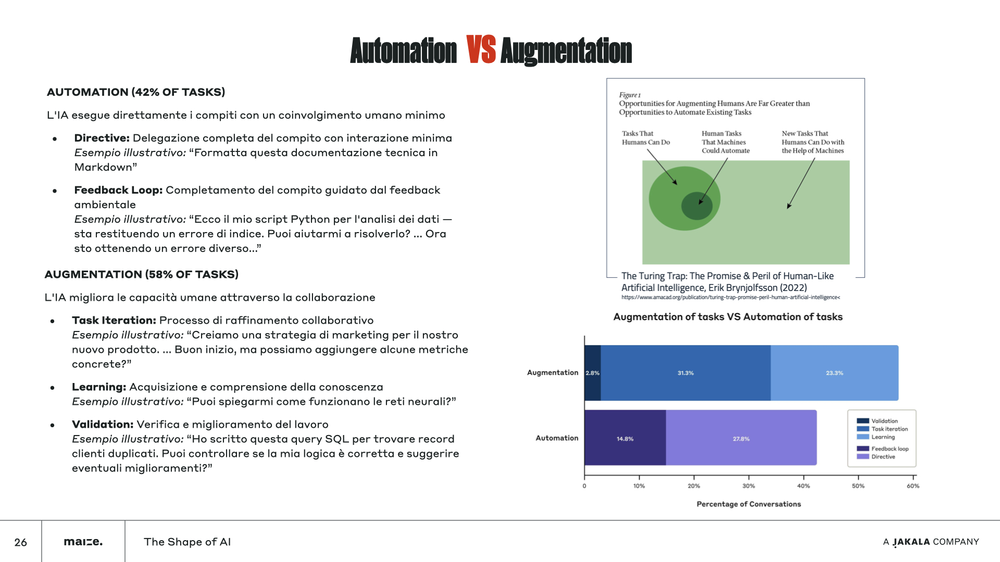 Automation VS Augmentation
AUTOMATION (42% OF TASKS)
L'IA esegue direttamente i compiti con un coinvolgimento umano minimo
• Directive: Delegazione completa del compito con interazione minima
Esempio illustrativo: “Formatta questa documentazione tecnica in
Markdown”
• Feedback Loop: Completamento del compito guidato dal feedback
ambientale
Esempio illustrativo: “Ecco il mio script Python per l'analisi dei dati —
sta restituendo un errore di indice. Puoi aiutarmi a risolverlo? ... Ora
sto ottenendo un errore diverso...”
AUGMENTATION (58% OF TASKS)
L'IA migliora le capacità umane attraverso la collaborazione
• Task Iteration: Processo di raffinamento collaborativo
Esempio illustrativo: “Creiamo una strategia di marketing per il nostro
nuovo prodotto. ... Buon inizio, ma possiamo aggiungere alcune metriche
concrete?”
• Learning: Acquisizione e comprensione della conoscenza
Esempio illustrativo: “Puoi spiegarmi come funzionano le reti neurali?”
• Validation: Verifica e miglioramento del lavoro
Esempio illustrativo: “Ho scritto questa query SQL per trovare record
clienti duplicati. Puoi controllare se la mia logica è corretta e suggerire
eventuali miglioramenti?”
Figure 1
Opportunities for Augmenting Humans Are Far Greater than
Opportunities to Automate Existing Tasks
Tasks That
Humans Can Do
Human Tasks
That Machines
Could Automate
New Tasks That
Humans Can Do with
the Help of Machines
The Turing Trap: The Promise & Peril of Human-Like
Artificial Intelligence, Erik Brynjolfsson (2022)
https://www.amacad.org/publication/turing-trap-promise-peril-human-artificial-intelligence<
Augmentation of tasks VS Automation of tasks
Augmentation
2.8%
31.3%
23.3%
Automation
14.8%
27.8%
Validation
Task iteration
Learning
Feedback loop
Directive
0
10%
20%
30%
40%
50%
60%
Percentage of Conversations
26
maize.
The Shape of AI
A JAKALA COMPANY